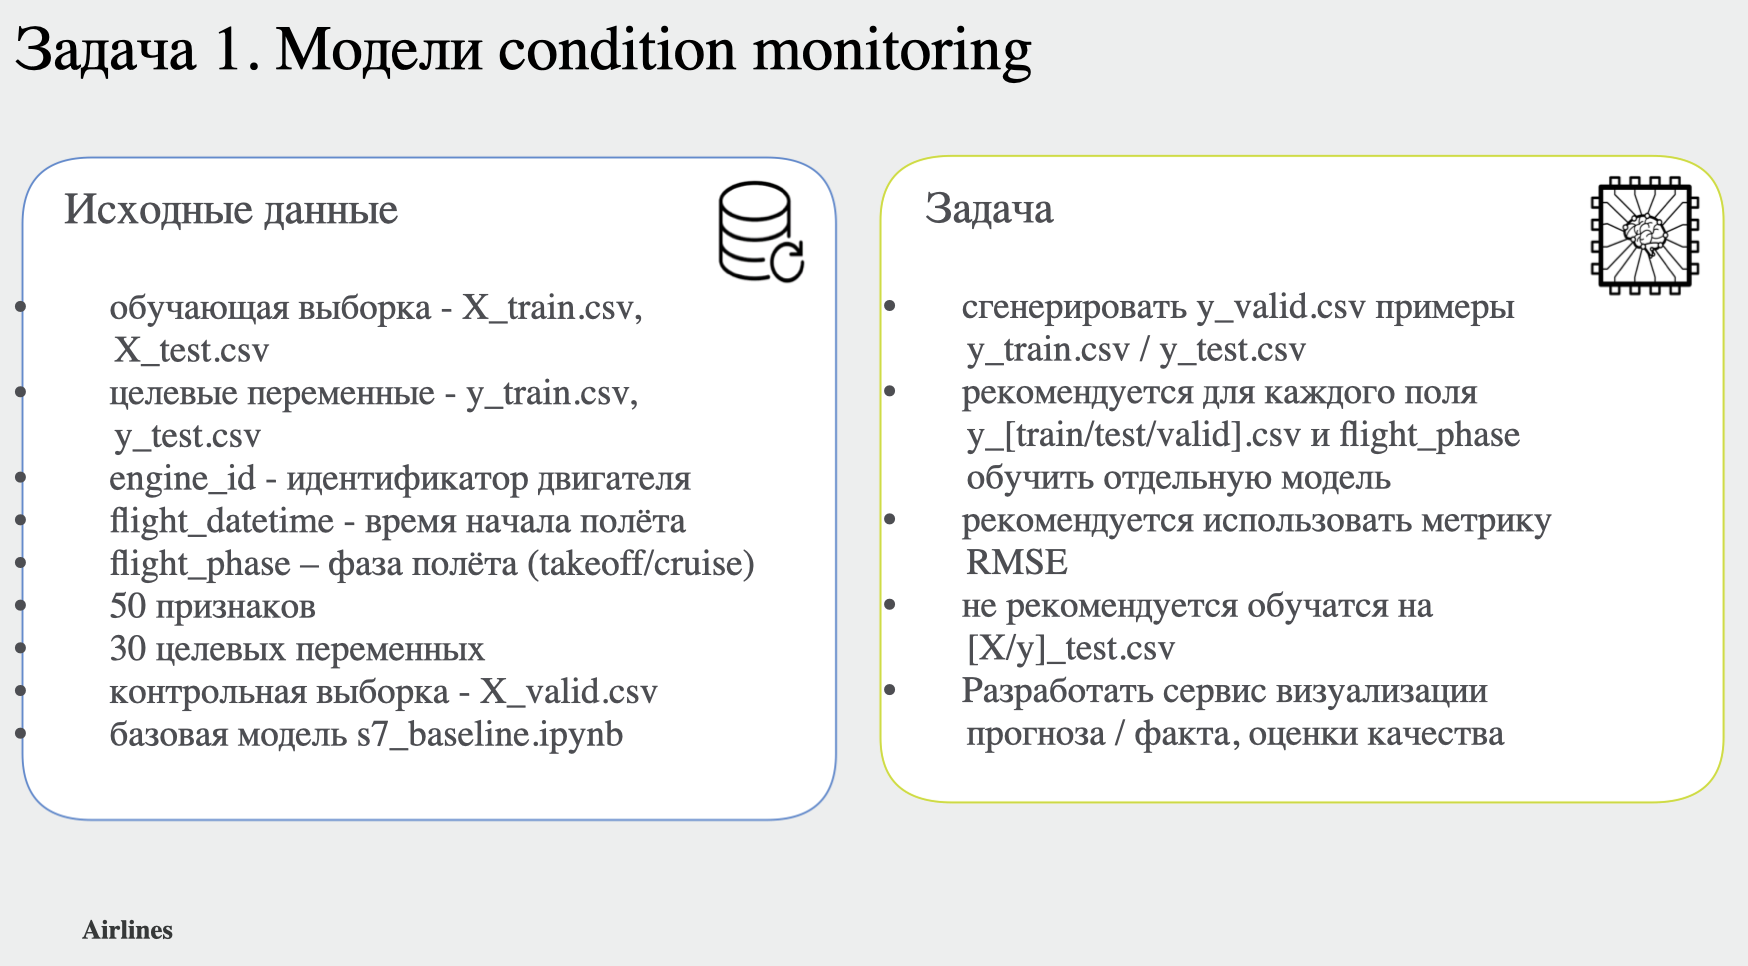 Задача 1. Модели condition monitoring
Исходные данные
• обучающая выборка - X_train.csv,
X_test.csv
• целевые переменные - y_train.csv,
y_test.csv
• engine_id - идентификатор двигателя
• flight_datetime - время начала полёта
• flight_phase – фаза полёта (takeoff/cruise)
• 50 признаков
• 30 целевых переменных
• контрольная выборка - X_valid.csv
• базовая модель s7_baseline.ipynb
Задача
• сгенерировать y_valid.csv примеры
y_train.csv / y_test.csv
• рекомендуется для каждого поля
y_[train/test/valid].csv и flight_phase
обучить отдельную модель
• рекомендуется использовать метрику
RMSE
• не рекомендуется обучатся на
[X/y]_test.csv
• Разработать сервис визуализации
прогноза / факта, оценки качества
Airlines